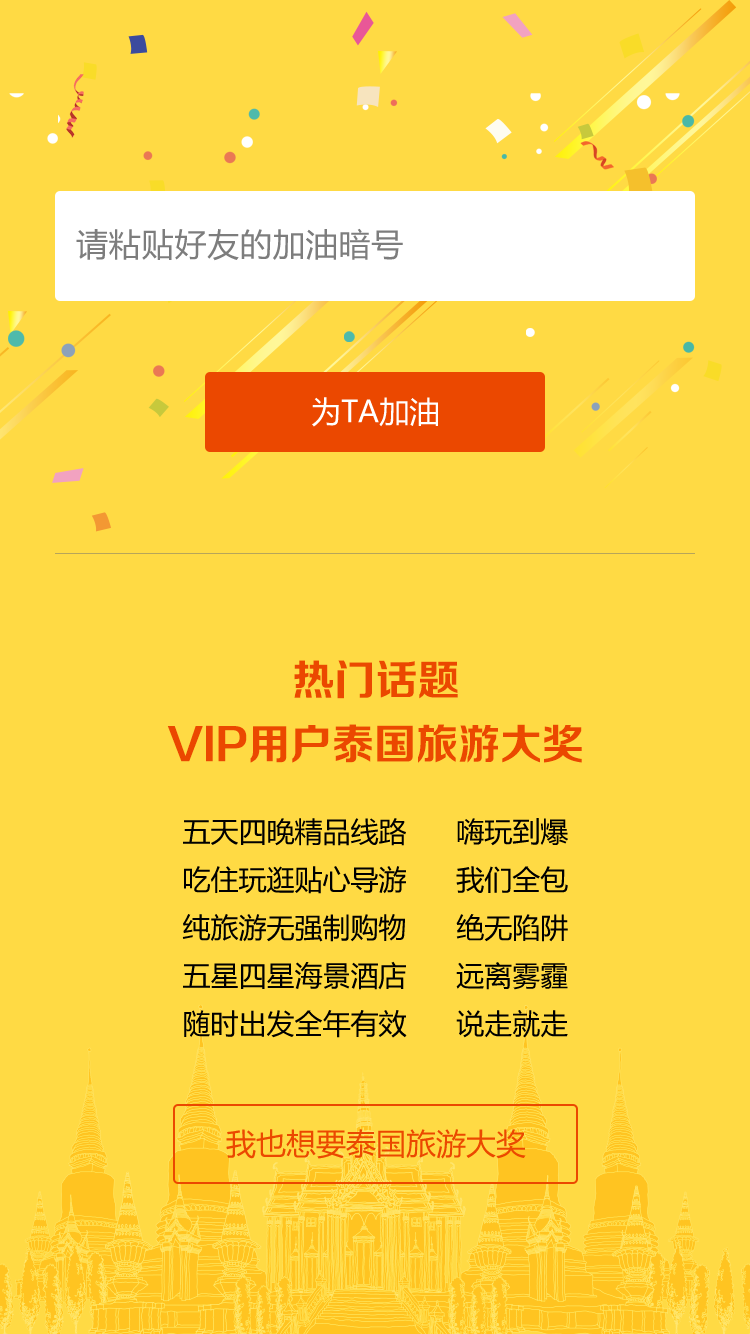 请粘贴好友的加油暗号
为TA加油
热门话题
VIP用户泰国旅游大奖
五天四晚精品线路 嗨玩到爆
吃住玩逛贴心导游 我们全包
纯旅游无强制购物 绝无陷阱
五星四星海景酒店 远离雾霾
随时出发全年有效 说走就走
我也想要泰国旅游大奖